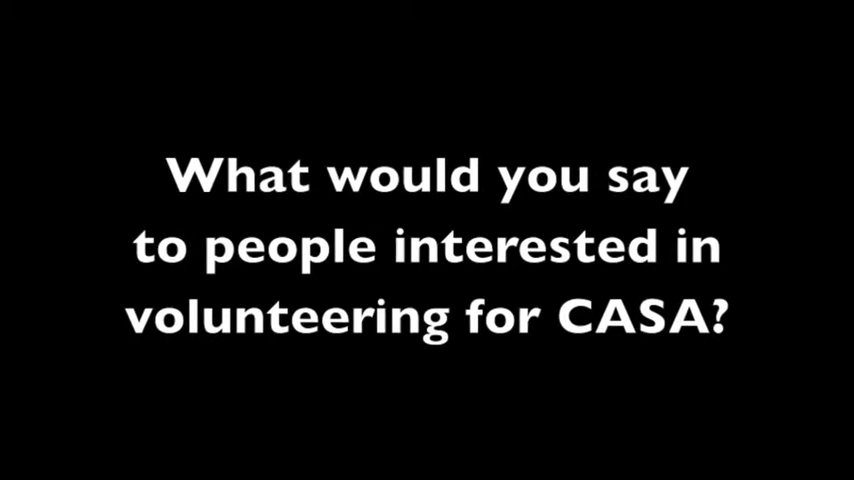 What would you say
to people interested in
volunteering for CASA?